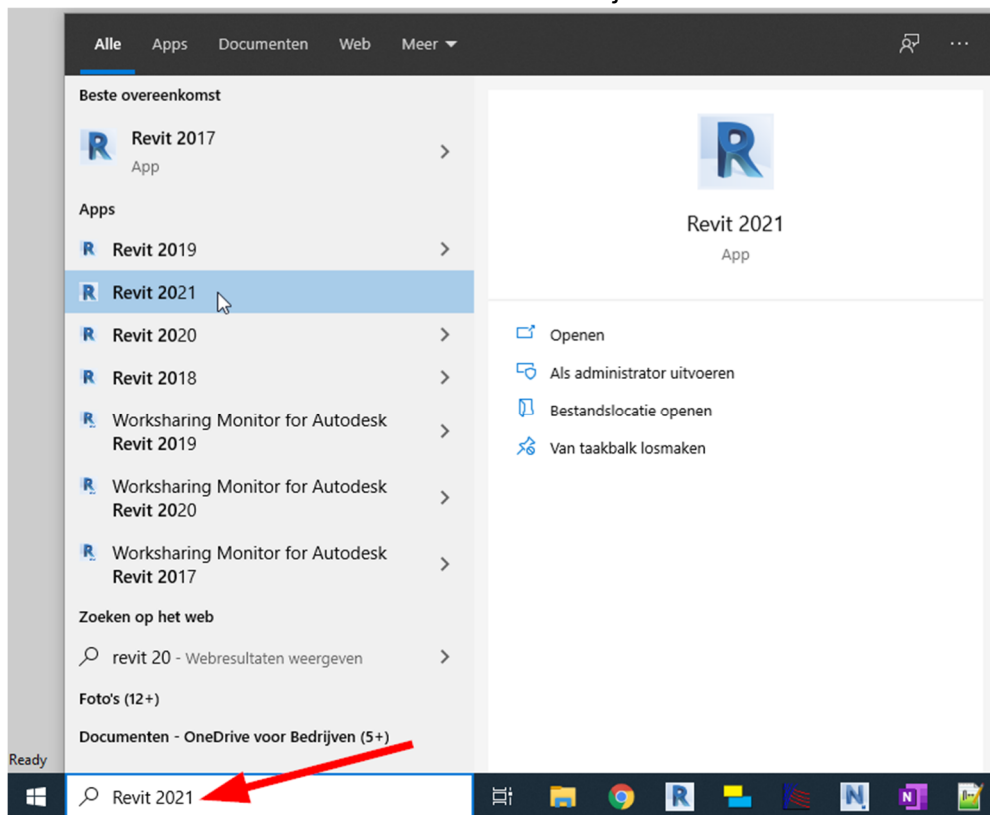 Alle Apps Documenten Web Meer
Beste overeenkomst
Revit 2017
App
Apps
Revit 2019
Revit 2021
Revit 2020
Revit 2018
Worksharing Monitor for Autodesk
Revit 2019
Worksharing Monitor for Autodesk
Revit 2020
Worksharing Monitor for Autodesk
Revit 2017
Zoeken op het web
revit 20 - Webresultaten weergeven
Foto's (12+)
Documenten - OneDrive voor Bedrijven (5+)
Revit 2021
App
Openen
Als administrator uitvoeren
Bestandslocatie openen
Van taakbalk losmaken
Ready
Revit 2021